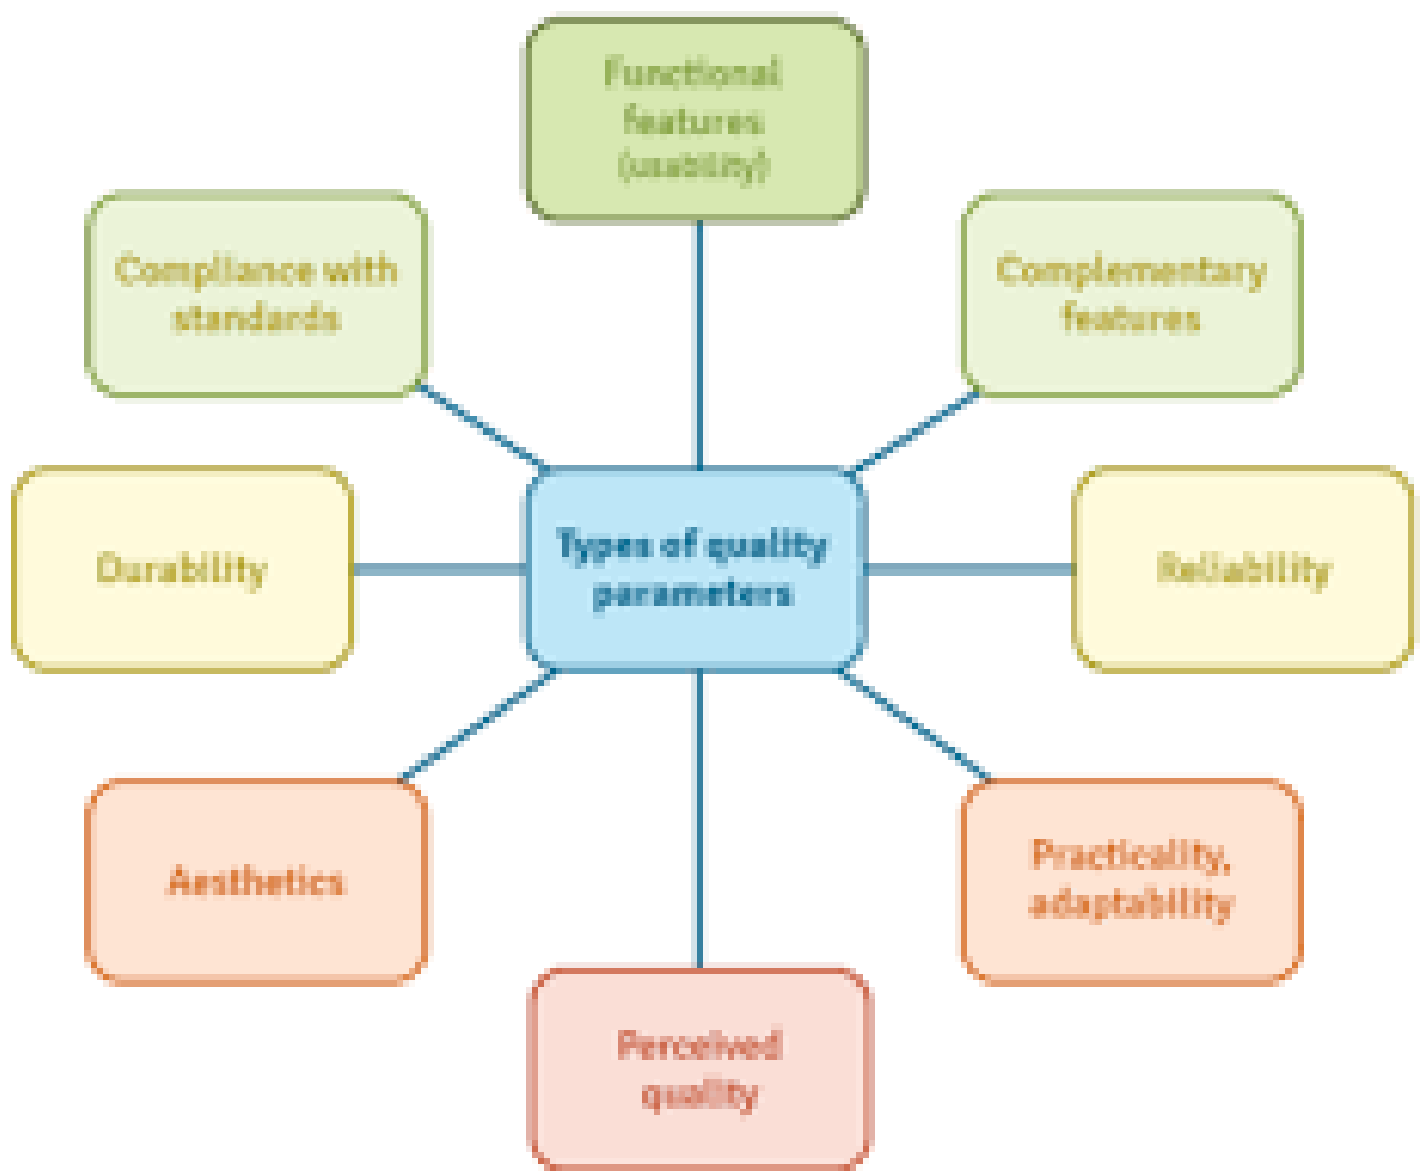 Functional
features
(usability)
Compliance with
standards
Complementary
features
Durability
Types of quality
parameters
Reliability
Aesthetics
Practicality,
adaptability
Perceived
quality